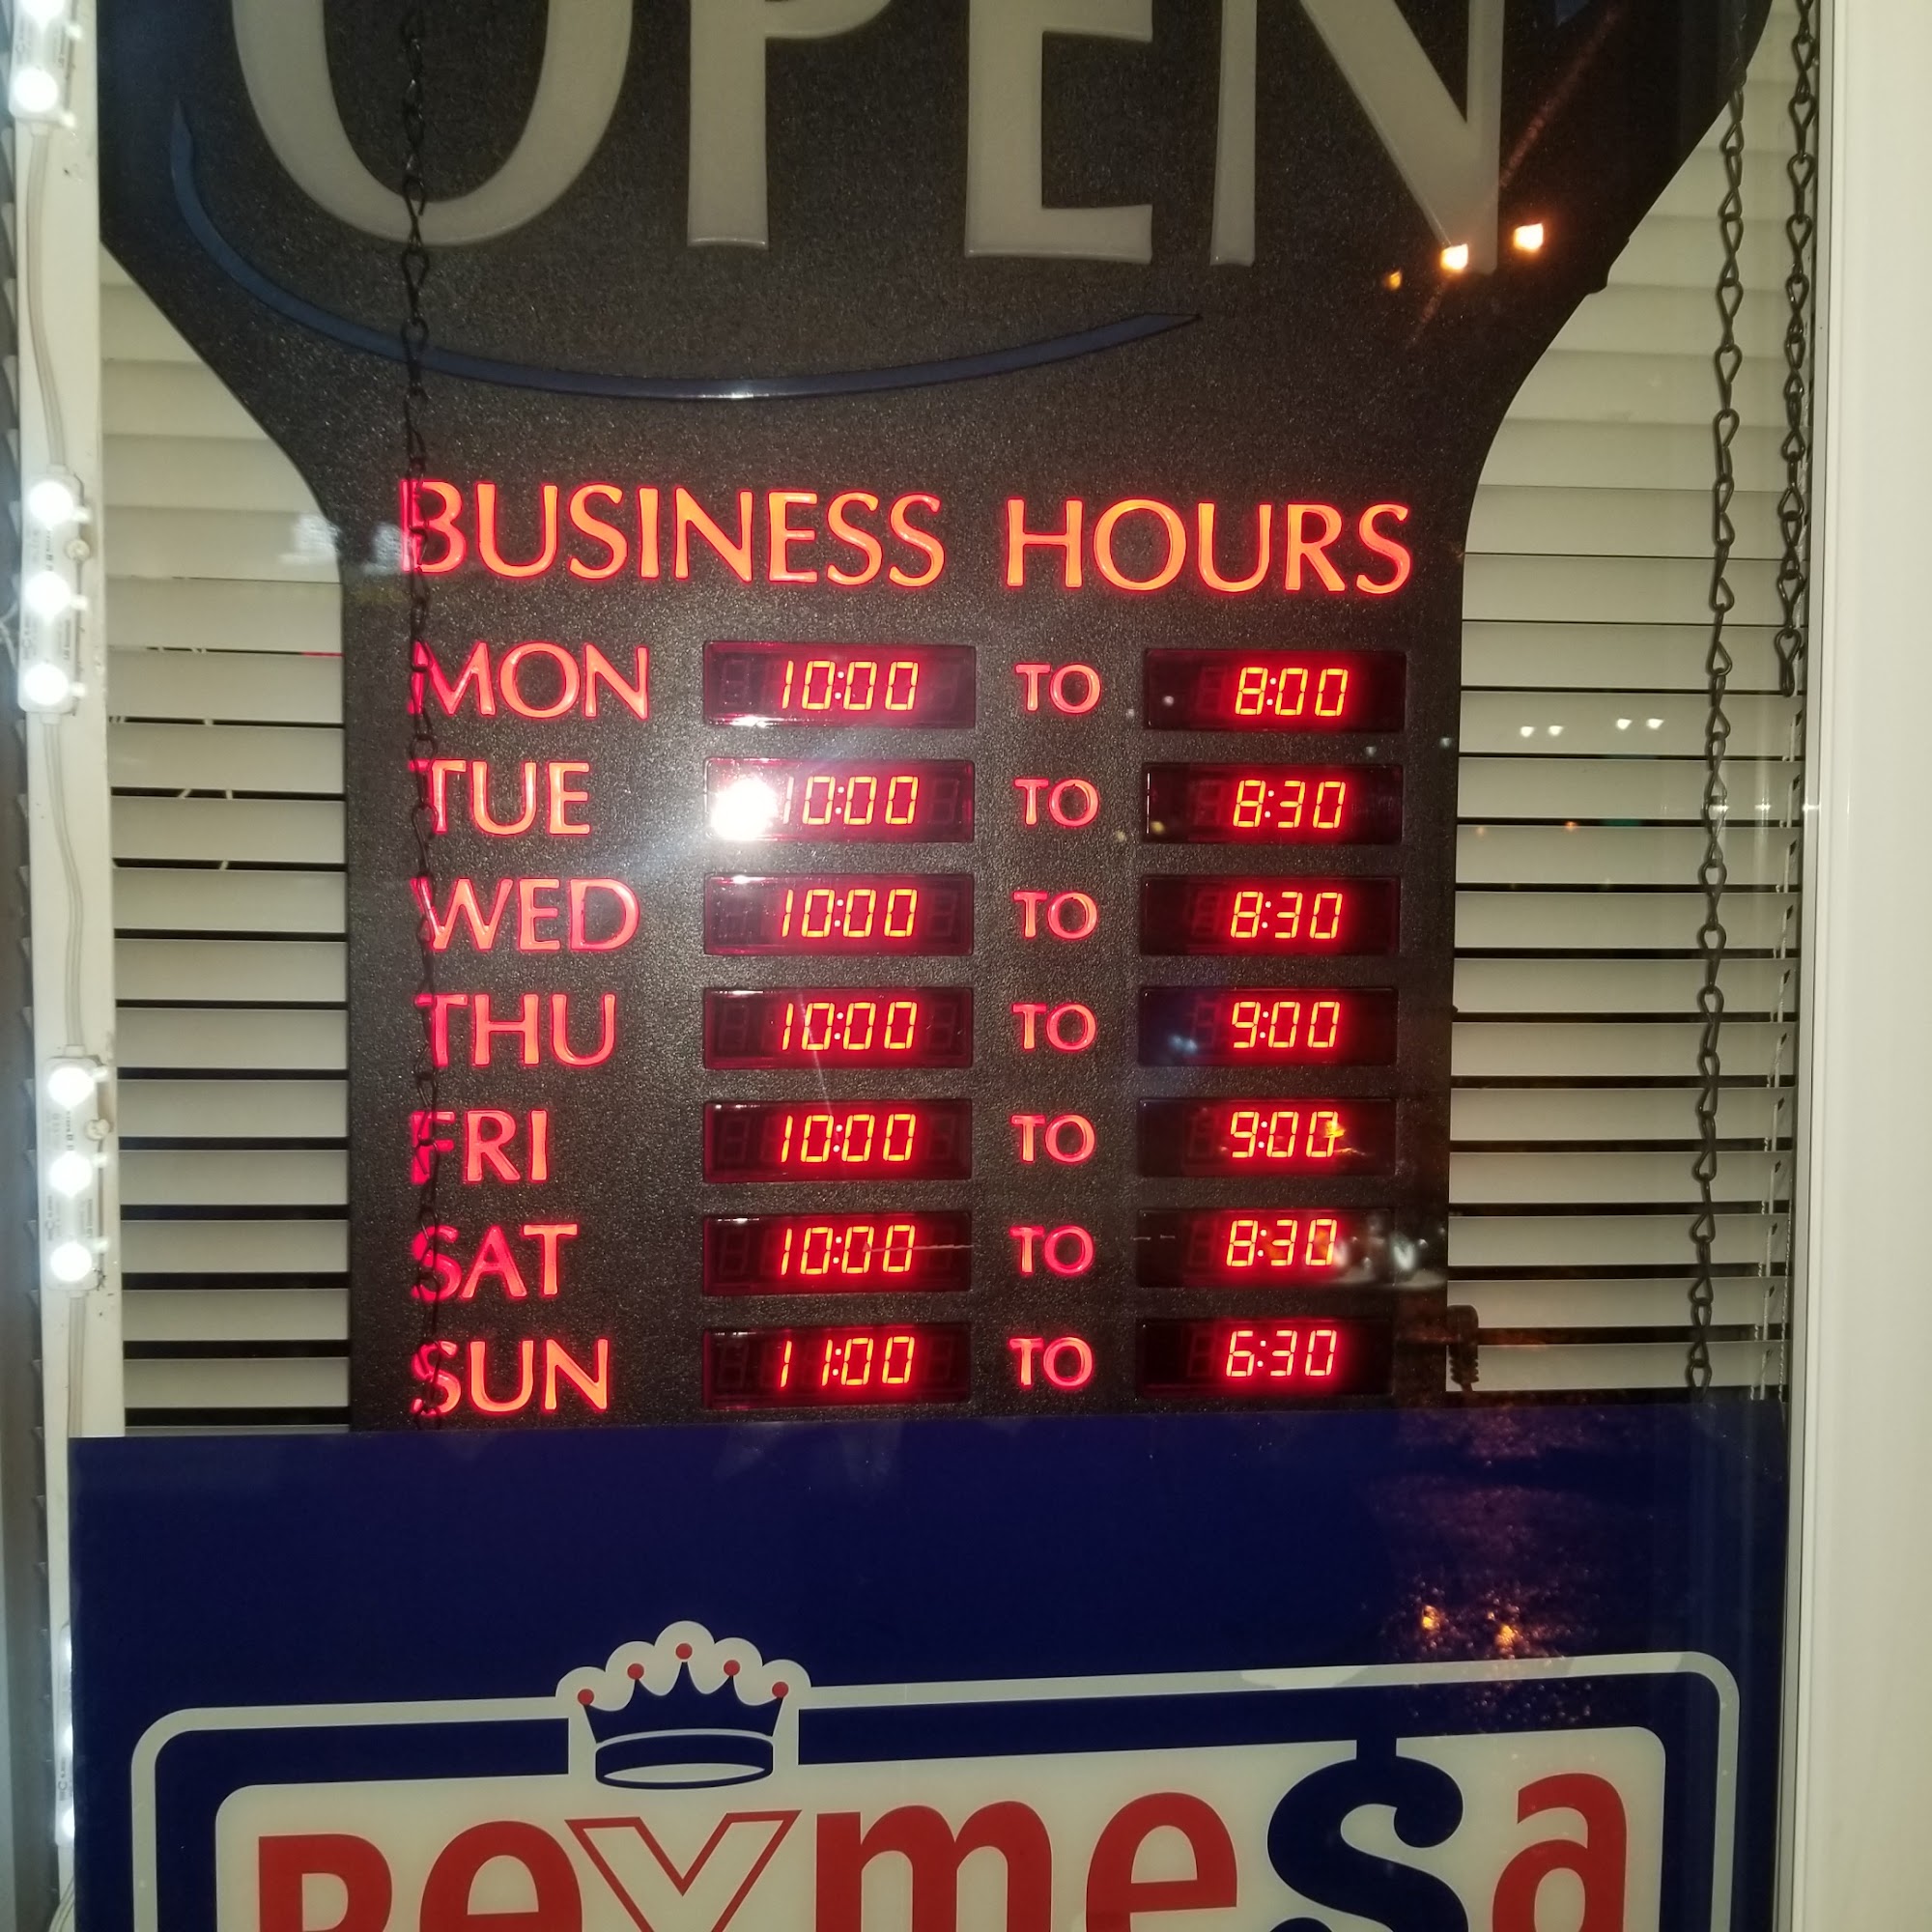 OPEN
BUSINESS HOURS
MON 10:00 TO 8:00
TUE 10:00 TO 8:30
WED 10:00 TO 8:30
THU 10:00 TO 9:00
FRI 10:00 TO 9:00
SAT 10:00 TO 8:30
SUN 11:00 TO 6:30
Reymesa